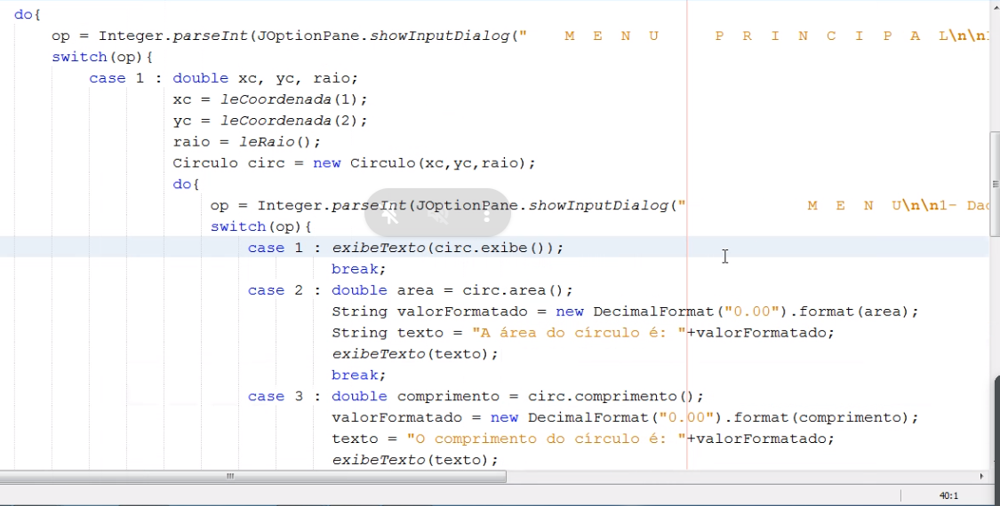 do{
op = Integer.parseInt(JOptionPane.showInputDialog(" M E N U P R I N C I P A L\n\n
switch(op){
case 1 : double xc, yc, raio;
xc = leCoordenada(1);
yc = leCoordenada(2);
raio = leRaio();
Circulo circ = new Circulo(xc,yc,raio);
do{
op = Integer.parseInt(JOptionPane.showInputDialog(" M E N U\n\n1- Dad
switch(op){
case 1 : exibeTexto(circ.exibe());
break;
case 2 : double area = circ.area();
String valorFormatado = new DecimalFormat("0.00").format(area);
String texto = "A área do círculo é: "+valorFormatado;
exibeTexto(texto);
break;
case 3 : double comprimento = circ.comprimento();
valorFormatado = new DecimalFormat("0.00").format(comprimento);
texto = "O comprimento do círculo é: "+valorFormatado;
exibeTexto(texto);
40:1